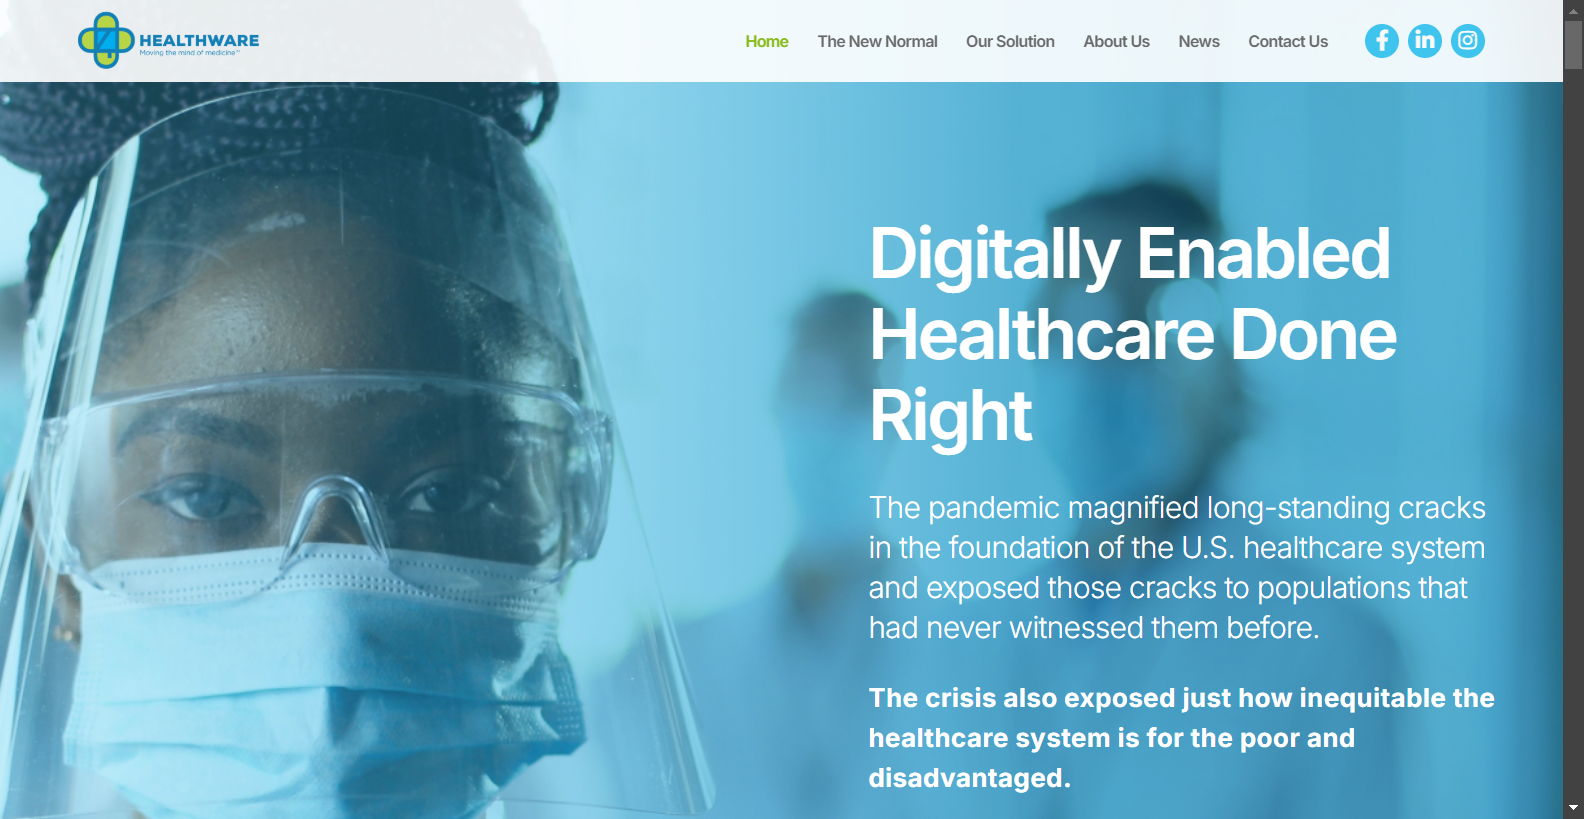 HEALTHWARE
Moving the mind of medicine™
Home
The New Normal
Our Solution
About Us
News
Contact Us
Digitally Enabled
Healthcare Done
Right
The pandemic magnified long-standing cracks
in the foundation of the U.S. healthcare system
and exposed those cracks to populations that
had never witnessed them before.
The crisis also exposed just how inequitable the
healthcare system is for the poor and
disadvantaged.